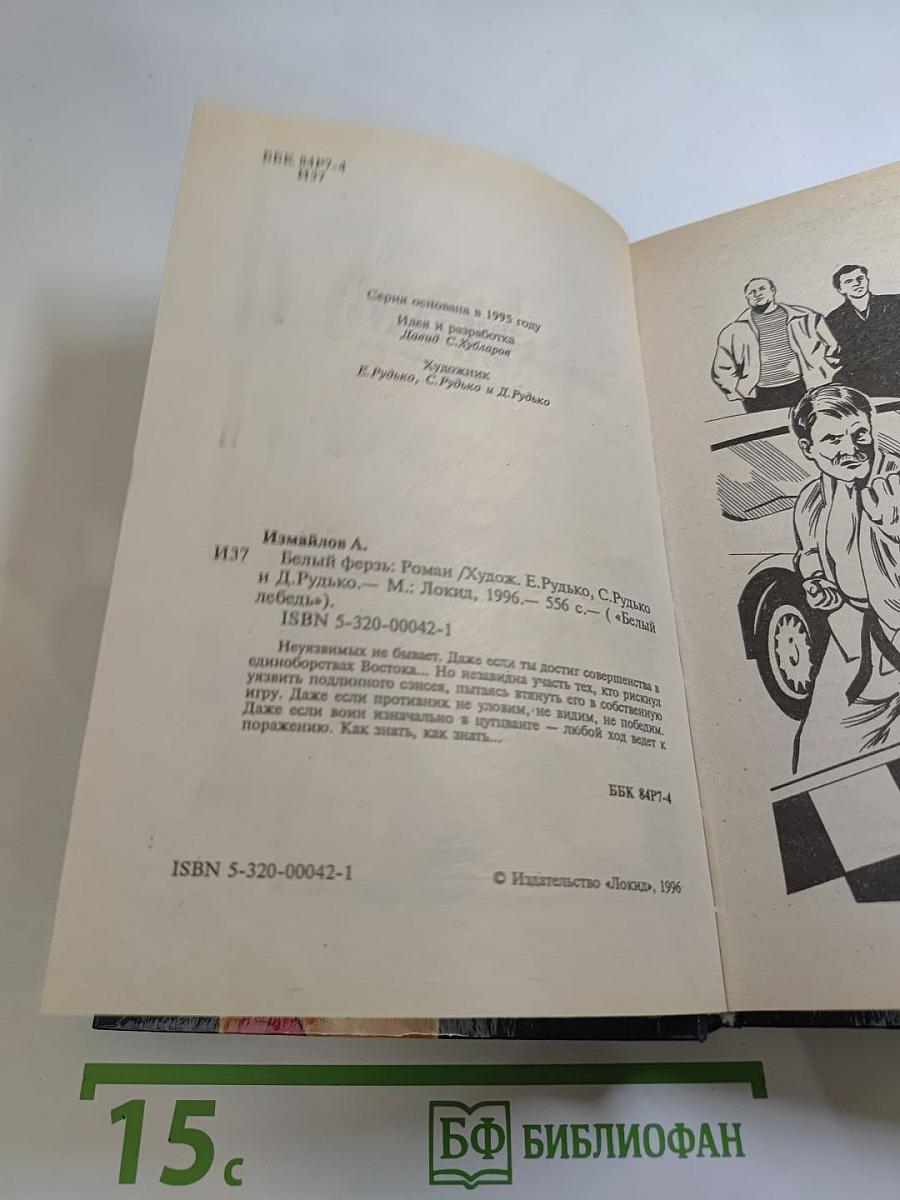 ББК 84Р7-4
И37
Серия основана в 1995 году
Идея и разработка
Давид С.Хубларов
Художник
Е.Рудько, С.Рудько и Д.Рудько
Измайлов А.
И37 Белый ферзь: Роман /Худож. Е.Рудько, С.Рудько
и Д.Рудько.— М.: Локид, 1996.— 556 с.— ( «Белый
лебедь»).
ISBN 5-320-00042-1
Неуязвимых не бывает. Даже если ты достиг совершенства в
единоборствах Востока... Но незавидна участь тех, кто рискнул
уязвить подлинного сэнсея, пытаясь втянуть его в собственную
игру. Даже если противник не уловим, не видим, не победим.
Даже если воин изначально в цугцванге — любой ход ведет к
поражению. Как знать, как знать...
ББК 84Р7-4
ISBN 5-320-00042-1
© Издательство «Локид», 1996
15 с
БФ БИБЛИОФАН